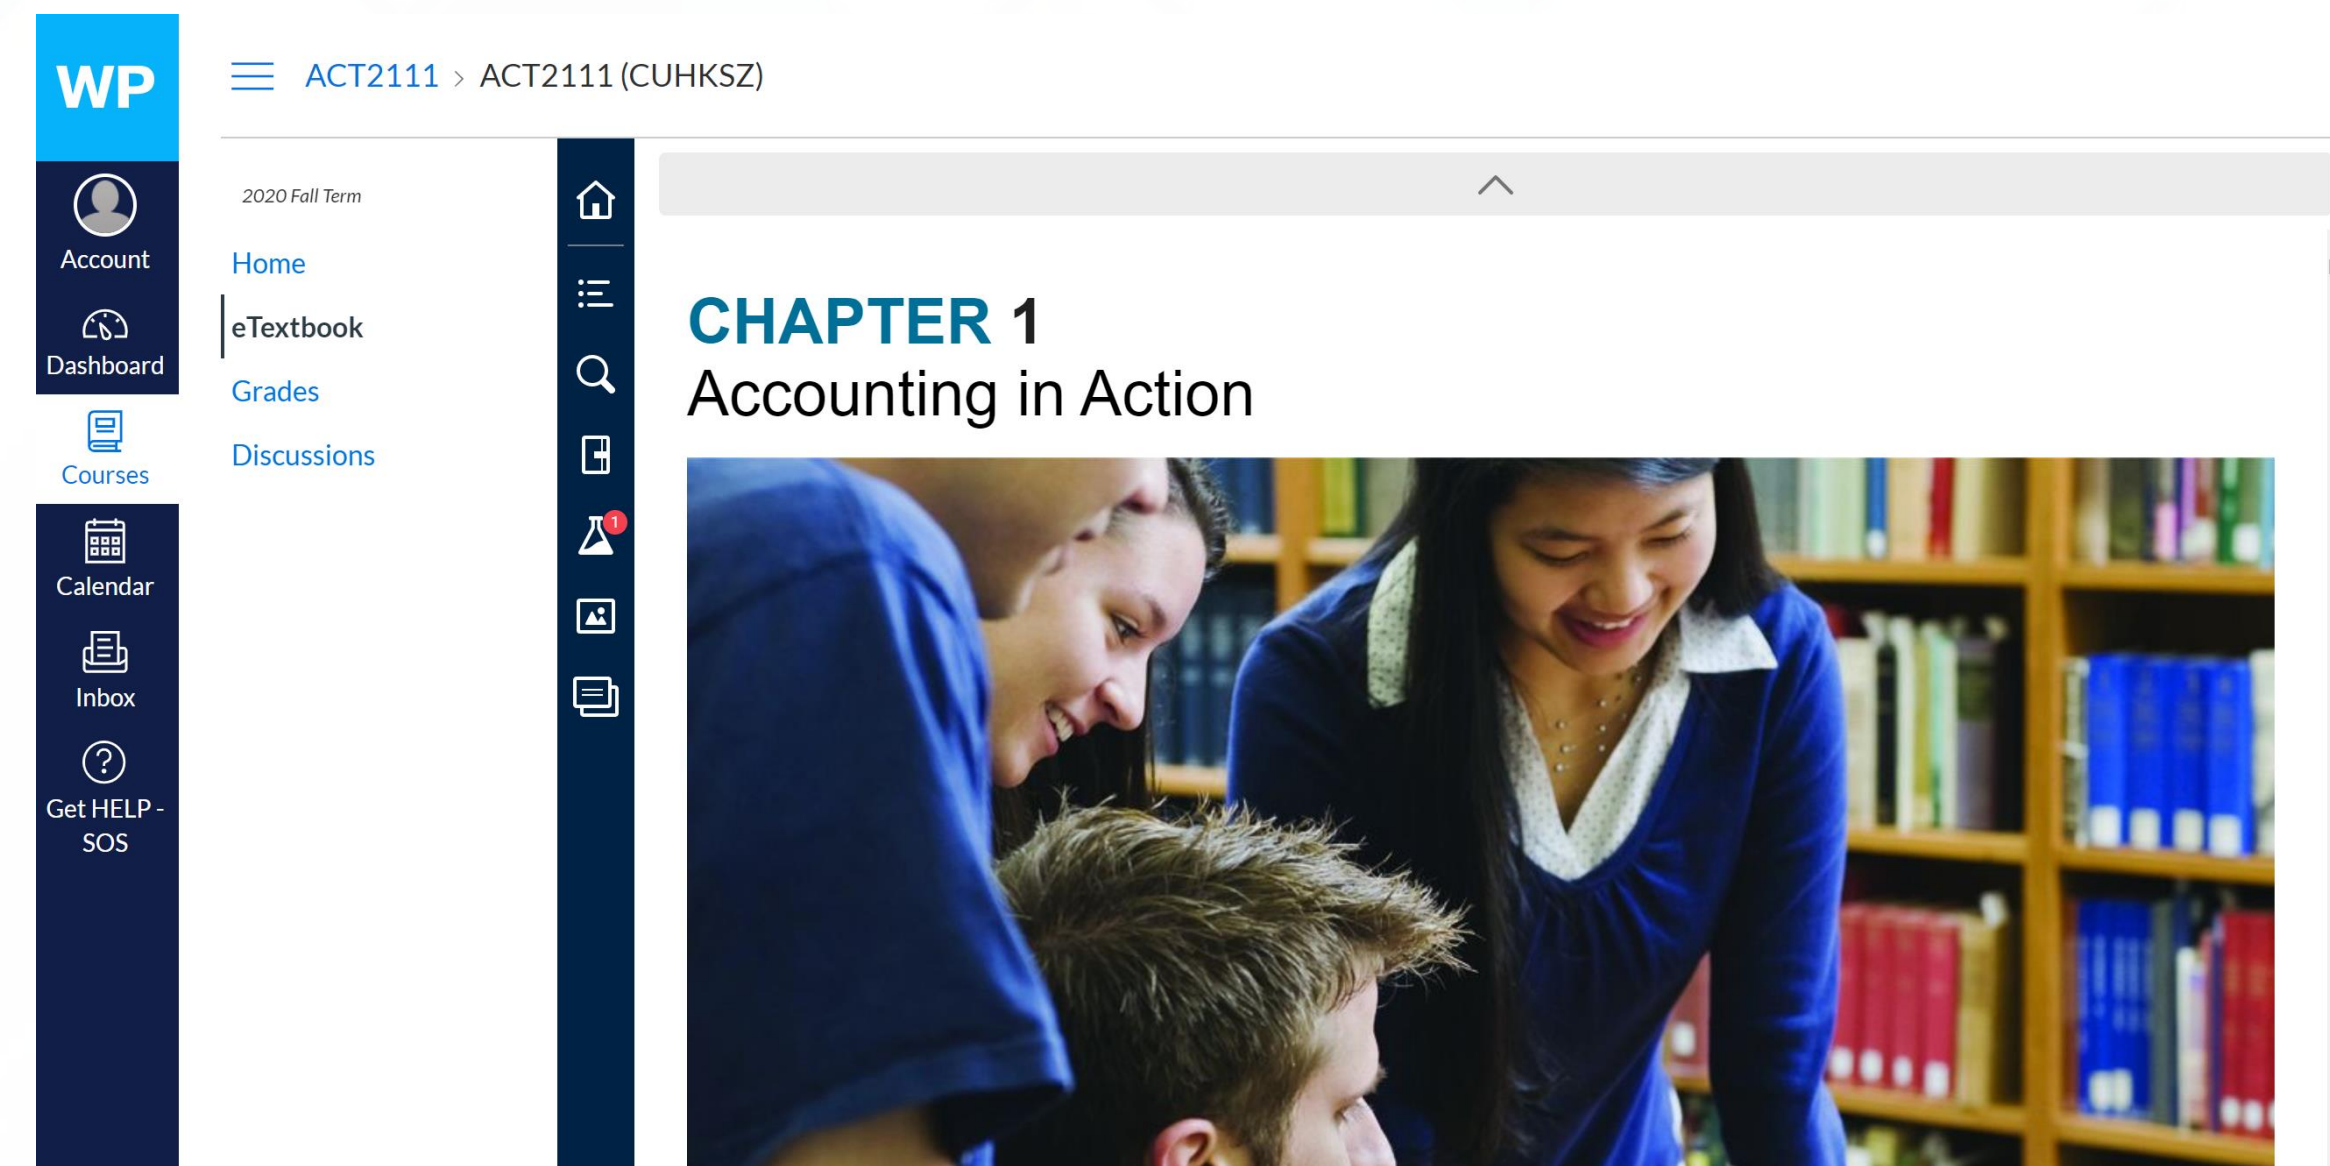 WP
ACT2111 > ACT2111 (CUHKSZ)
Account
Dashboard
Courses
Calendar
Inbox
Get HELP -
SOS
2020 Fall Term
Home
eTextbook
Grades
Discussions
1
CHAPTER 1
Accounting in Action